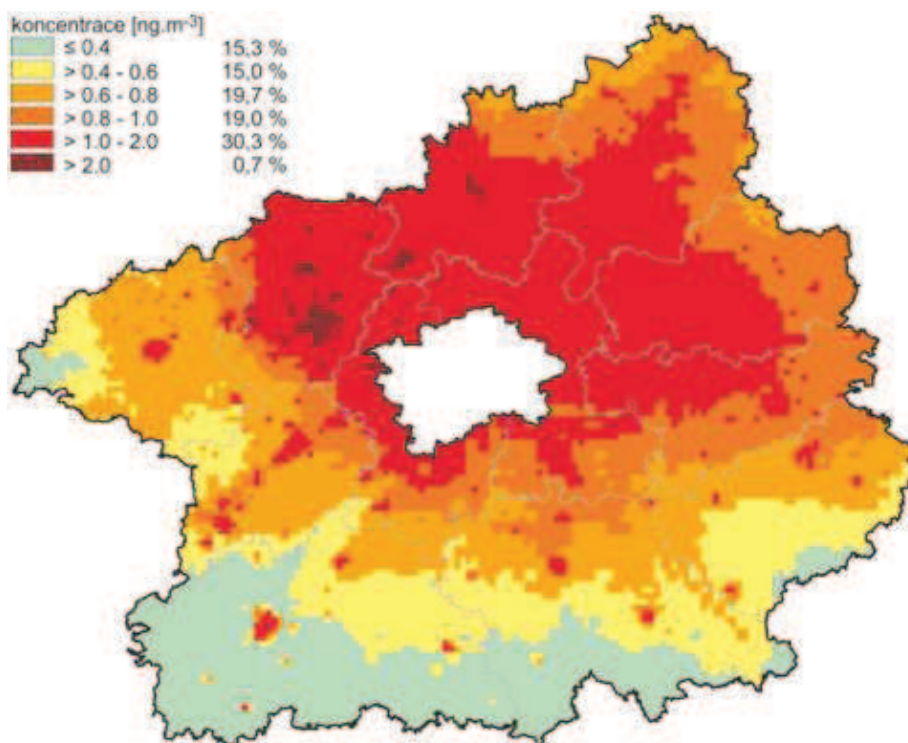 koncentrace [ng.m-3]
≤ 0.4 15,3 %
> 0.4 - 0.6 15,0 %
> 0.6 - 0.8 19,7 %
> 0.8 - 1.0 19,0 %
> 1.0 - 2.0 30,3 %
> 2.0 0,7 %